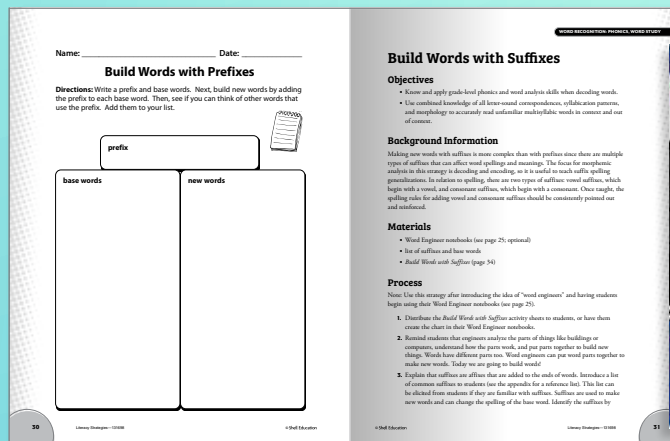 Name: ______________________________ Date: ______________
Build Words with Prefixes
Directions: Write a prefix and base words. Next, build new words by adding
the prefix to each base word. Then, see if you can think of other words that
use the prefix. Add them to your list.
prefix
base words
new words
30
Literacy Strategies—131698
© Shell Education
WORD RECOGNITION: PHONICS, WORD STUDY
Build Words with Suffixes
Objectives
• Know and apply grade-level phonics and word analysis skills when decoding words.
• Use combined knowledge of all letter-sound correspondences, syllabication patterns,
and morphology to accurately read unfamiliar multisyllabic words in context and out
of context.
Background Information
Making new words with suffixes is more complex than with prefixes since there are multiple
types of suffixes that can affect word spellings and meanings. The focus for morphemic
analysis in this strategy is decoding and encoding, so it is useful to teach suffix spelling
generalizations. In relation to spelling, there are two types of suffixes: vowel suffixes, which
begin with a vowel, and consonant suffixes, which begin with a consonant. Once taught, the
spelling rules for adding vowel and consonant suffixes should be consistently pointed out
and reinforced.
Materials
• Word Engineer notebooks (see page 25; optional)
• list of suffixes and base words
• Build Words with Suffixes (page 34)
Process
Note: Use this strategy after introducing the idea of “word engineers” and having students
begin using their Word Engineer notebooks (see page 25).
1. Distribute the Build Words with Suffixes activity sheets to students, or have them
create the chart in their Word Engineer notebooks.
2. Remind students that engineers analyze the parts of things like buildings or
computers, understand how the parts work, and put parts together to build new
things. Words have different parts too. Word engineers can put word parts together to
make new words. Today we are going to build words!
3. Explain that suffixes are affixes that are added to the ends of words. Introduce a list
of common suffixes to students (see the appendix for a reference list). This list can
be elicited from students if they are familiar with suffixes. Suffixes are used to make
new words and can change the spelling of the base word. Identify the suffixes by
© Shell Education
Literacy Strategies—131698
31